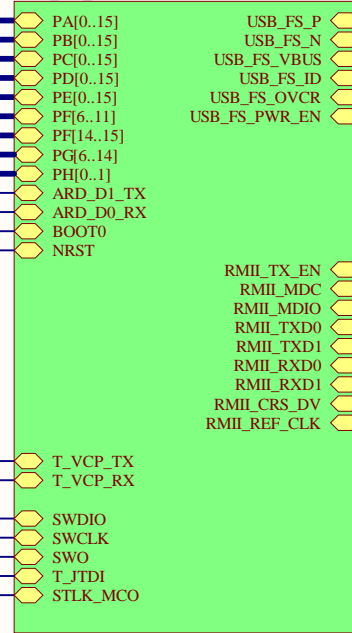 PA[0..15]
PB[0..15]
PC[0..15]
PD[0..15]
PE[0..15]
PF[6..11]
PF[14..15]
PG[6..14]
PH[0..1]
ARD_D1_TX
ARD_D0_RX
BOOT0
NRST
T_VCP_TX
T_VCP_RX
SWDIO
SWCLK
SWO
T_JTDI
STLK_MCO
USB_FS_P
USB_FS_N
USB_FS_VBUS
USB_FS_ID
USB_FS_OVCR
USB_FS_PWR_EN
RMII_TX_EN
RMII_MDC
RMII_MDIO
RMII_TXD0
RMII_TXD1
RMII_RXD0
RMII_RXD1
RMII_CRS_DV
RMII_REF_CLK